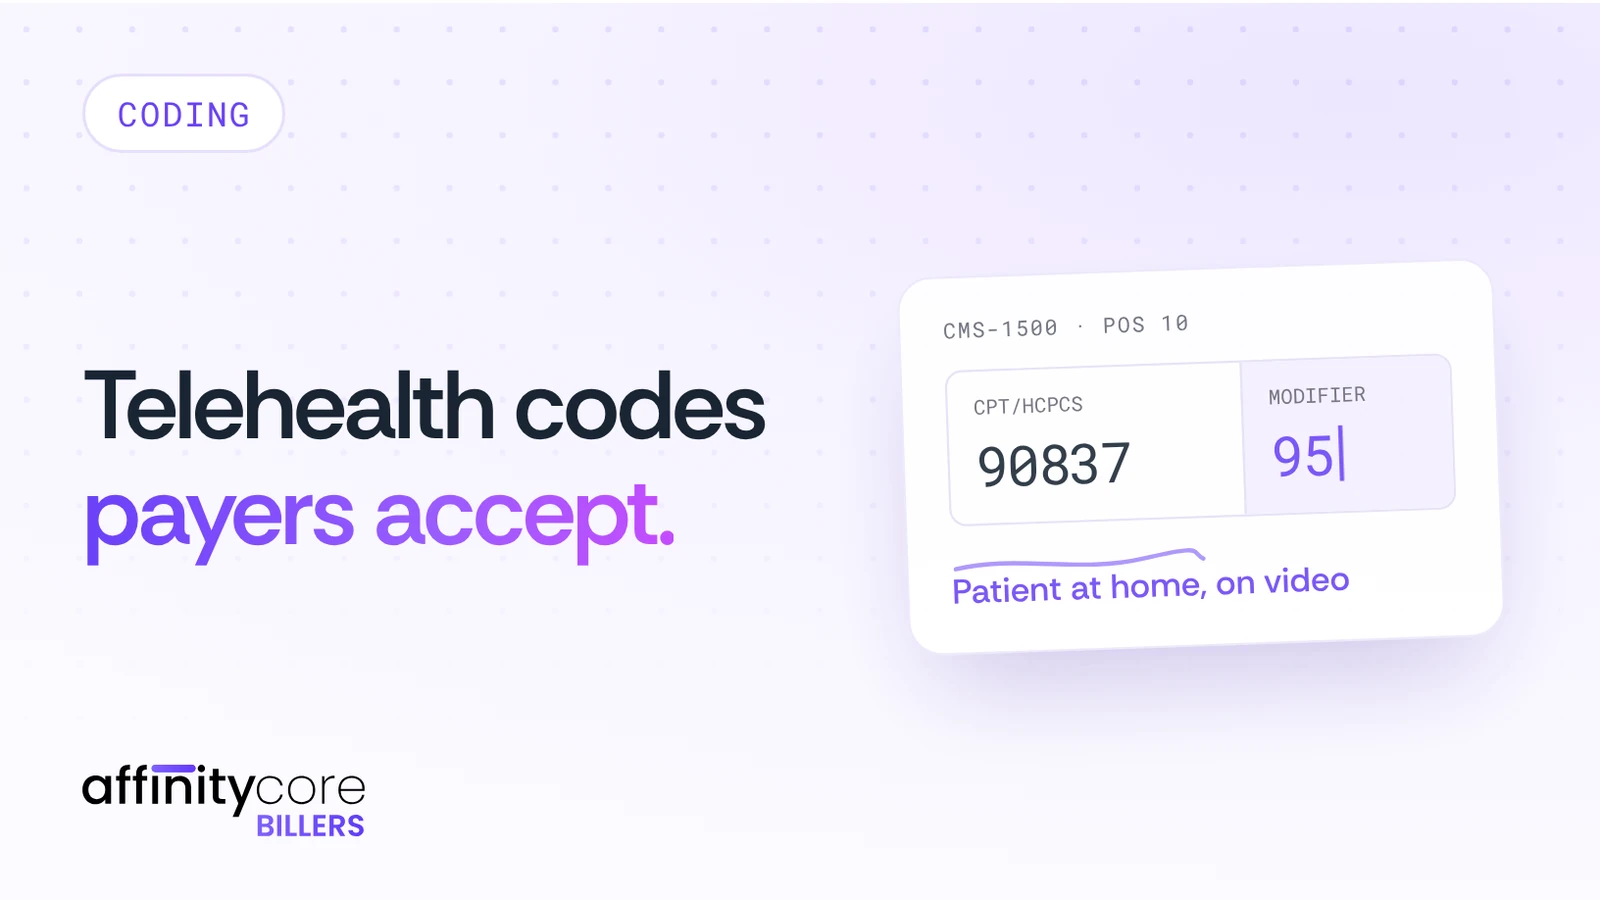 CODING
Telehealth codes
payers accept.
CMS-1500 · POS 10
CPT/HCPCS
90837
MODIFIER
95
Patient at home, on video
affinitycore
BILLERS